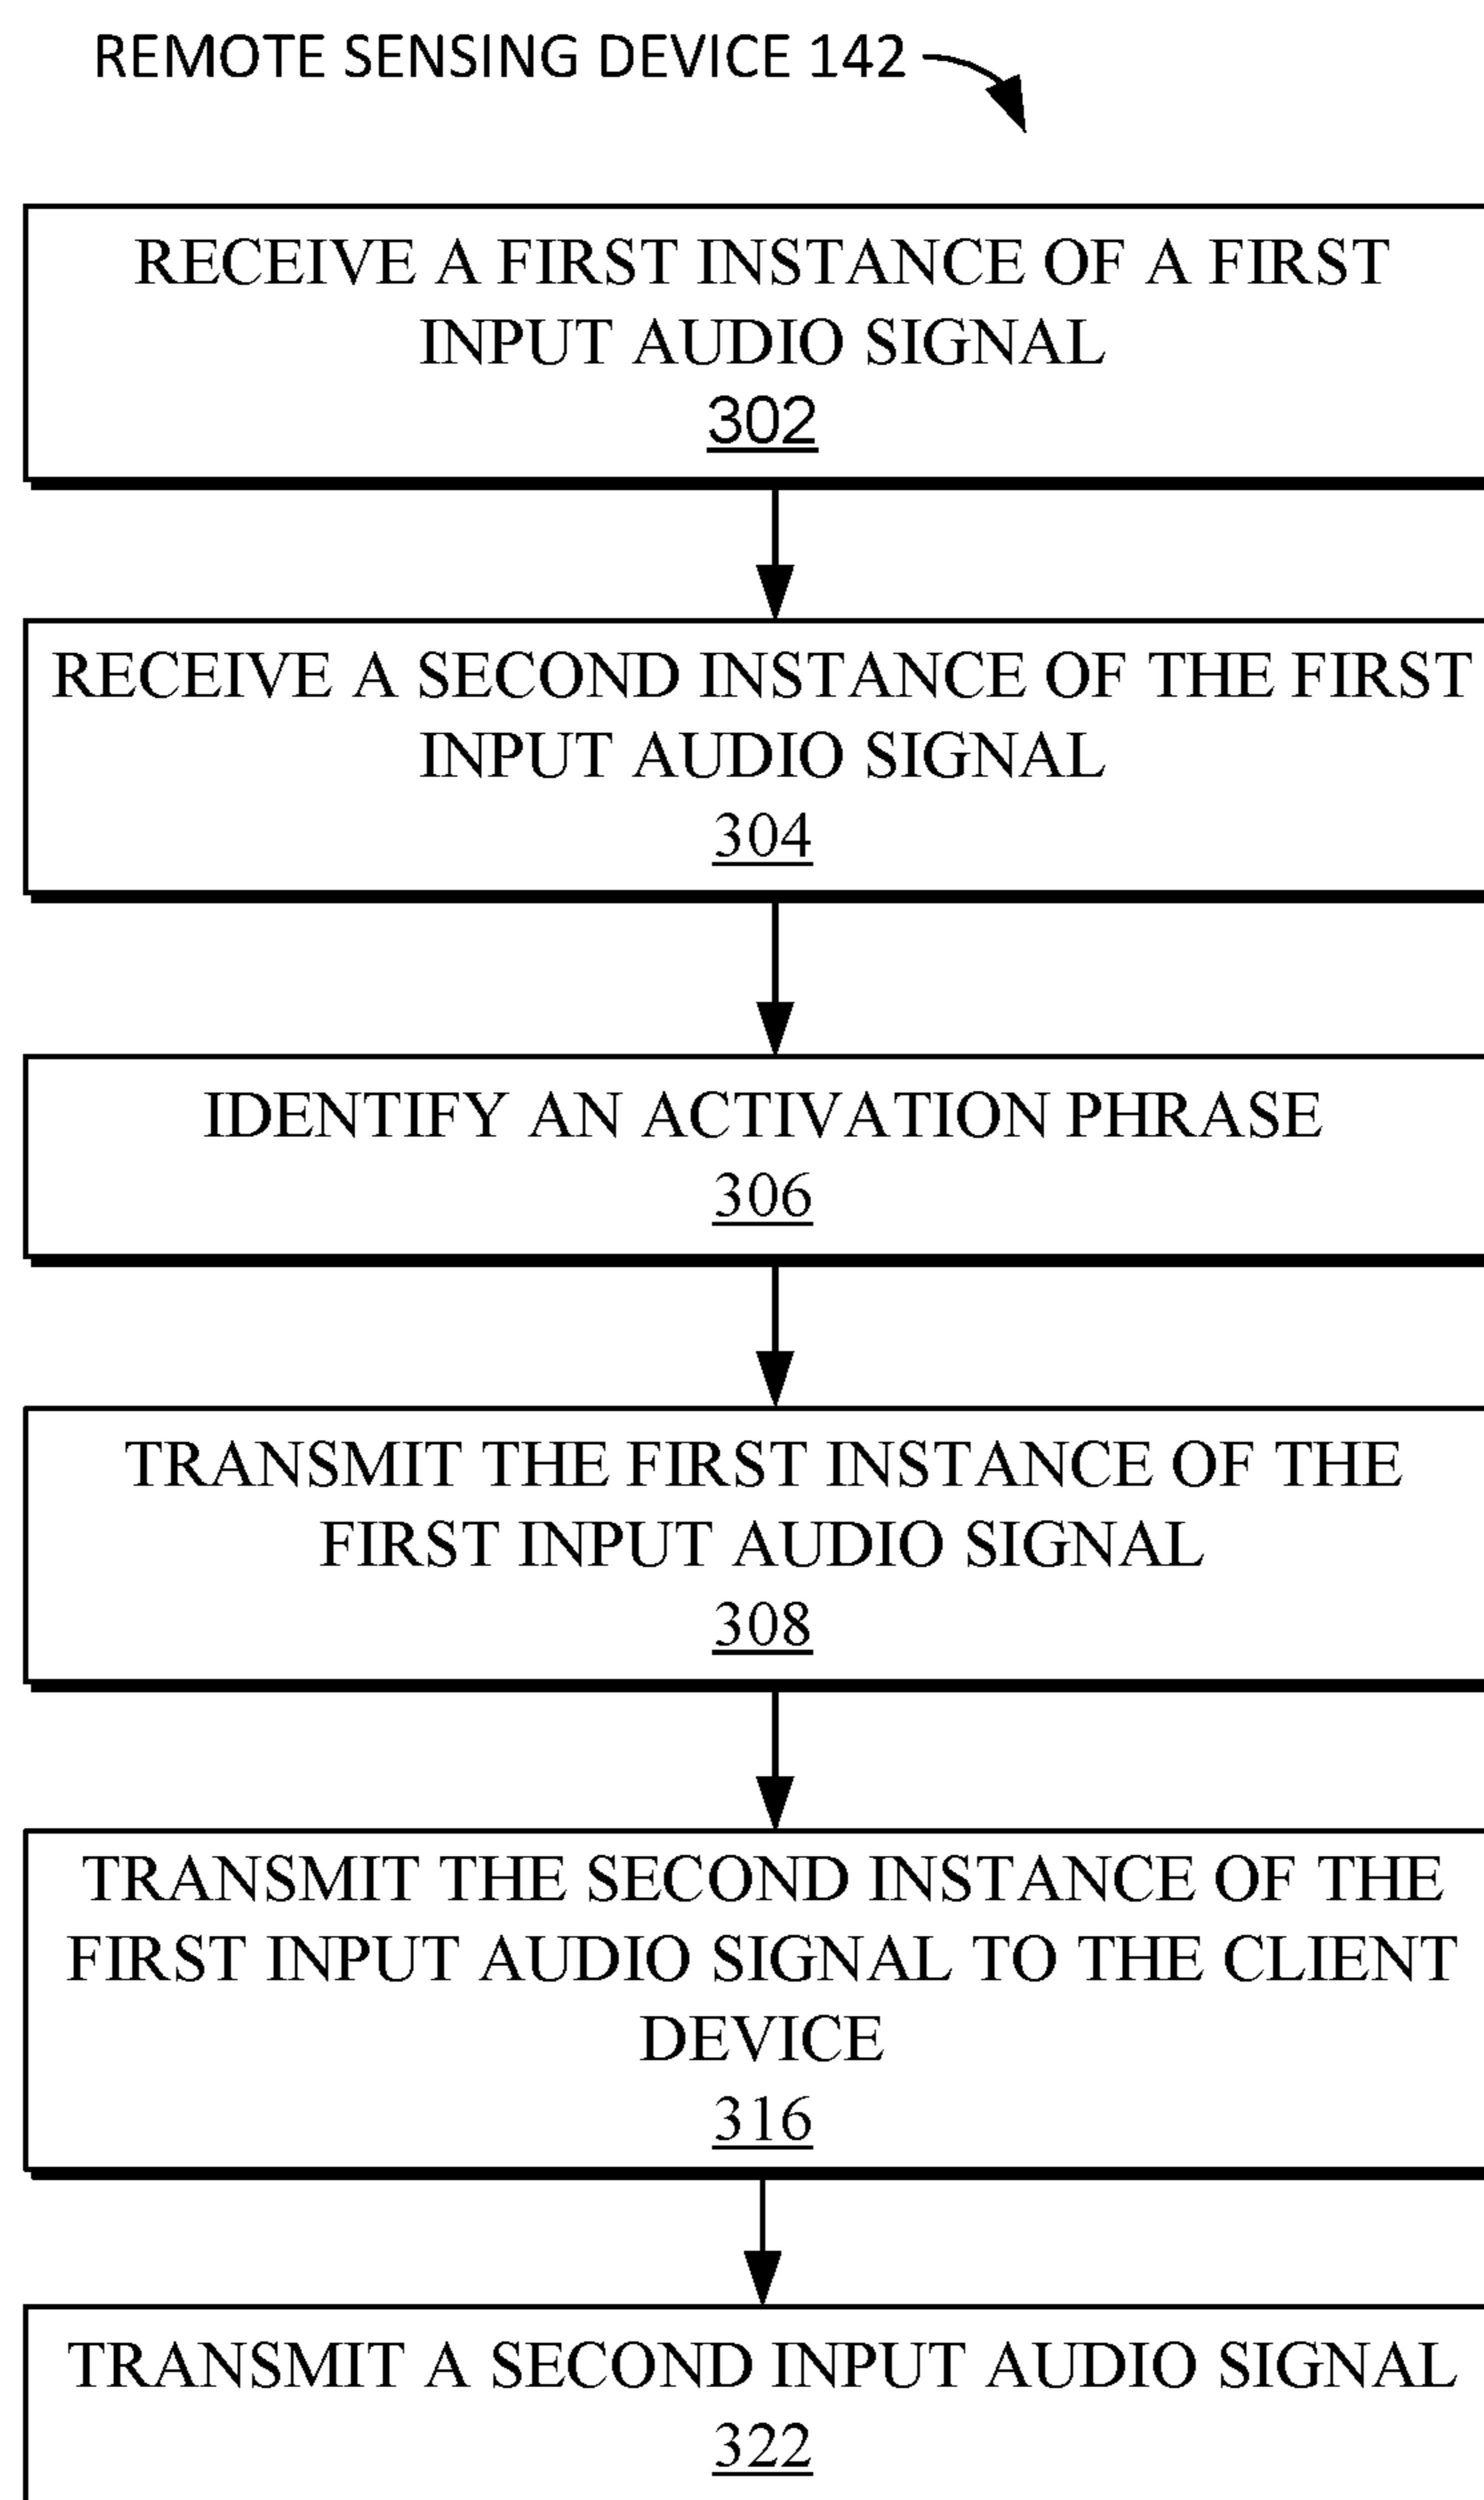 REMOTE SENSING DEVICE 142
RECEIVE A FIRST INSTANCE OF A FIRST
INPUT AUDIO SIGNAL
302
RECEIVE A SECOND INSTANCE OF THE FIRST
INPUT AUDIO SIGNAL
304
IDENTIFY AN ACTIVATION PHRASE
306
TRANSMIT THE FIRST INSTANCE OF THE
FIRST INPUT AUDIO SIGNAL
308
TRANSMIT THE SECOND INSTANCE OF THE
FIRST INPUT AUDIO SIGNAL TO THE CLIENT
DEVICE
316
TRANSMIT A SECOND INPUT AUDIO SIGNAL
322